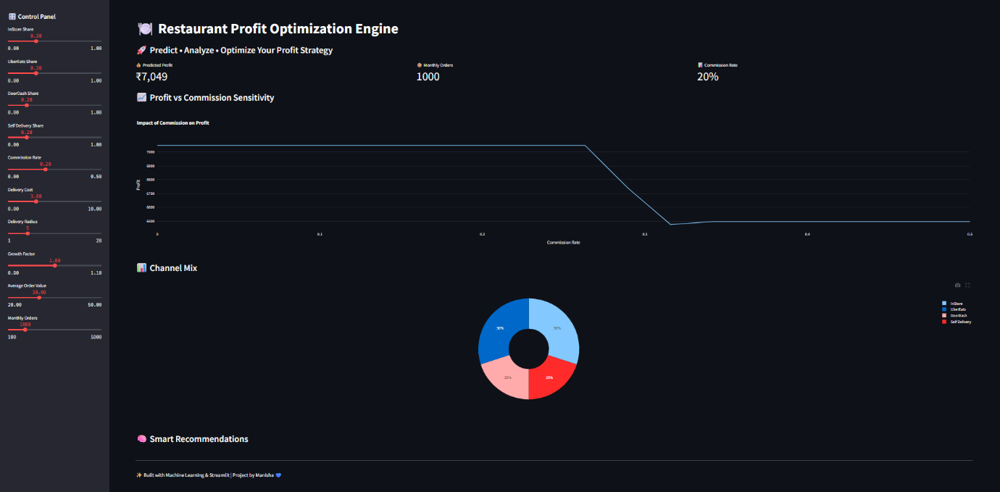 🎛️ Control Panel
InStore Share
0.30
0.00 1.00
UberEats Share
0.30
0.00 1.00
DoorDash Share
0.20
0.00 1.00
Self Delivery Share
0.20
0.00 1.00
Commission Rate
0.20
0.00 0.50
Delivery Cost
3.00
0.00 10.00
Delivery Radius
5
1 20
Growth Factor
1.00
0.90 1.10
Average Order Value
30.00
20.00 50.00
Monthly Orders
1000
100 5000
🍽️ Restaurant Profit Optimization Engine
🚀 Predict • Analyze • Optimize Your Profit Strategy
💰 Predicted Profit
₹7,049
🎯 Monthly Orders
1000
📊 Commission Rate
20%
📈 Profit vs Commission Sensitivity
Impact of Commission on Profit
Profit
7000
6900
6800
6700
6600
6500
0 0.1 0.2 0.3 0.4 0.5
Commission Rate
📊 Channel Mix
InStore
UberEats
DoorDash
Self Delivery
30% 30%
20% 20%
🧠 Smart Recommendations
✨ Built with Machine Learning & Streamlit | Project by Manisha 💙